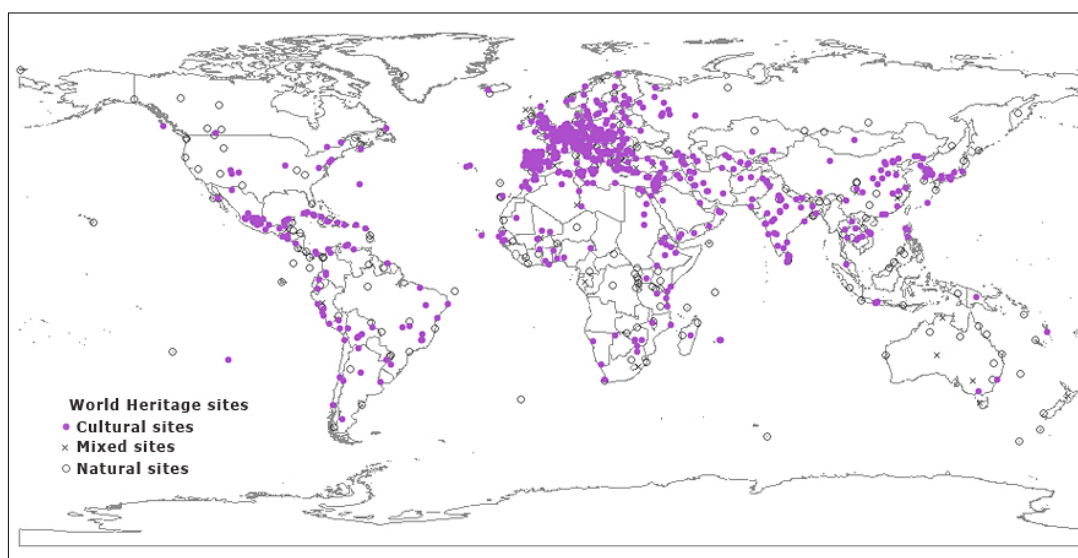 World Heritage sites
Cultural sites
Mixed sites
Natural sites